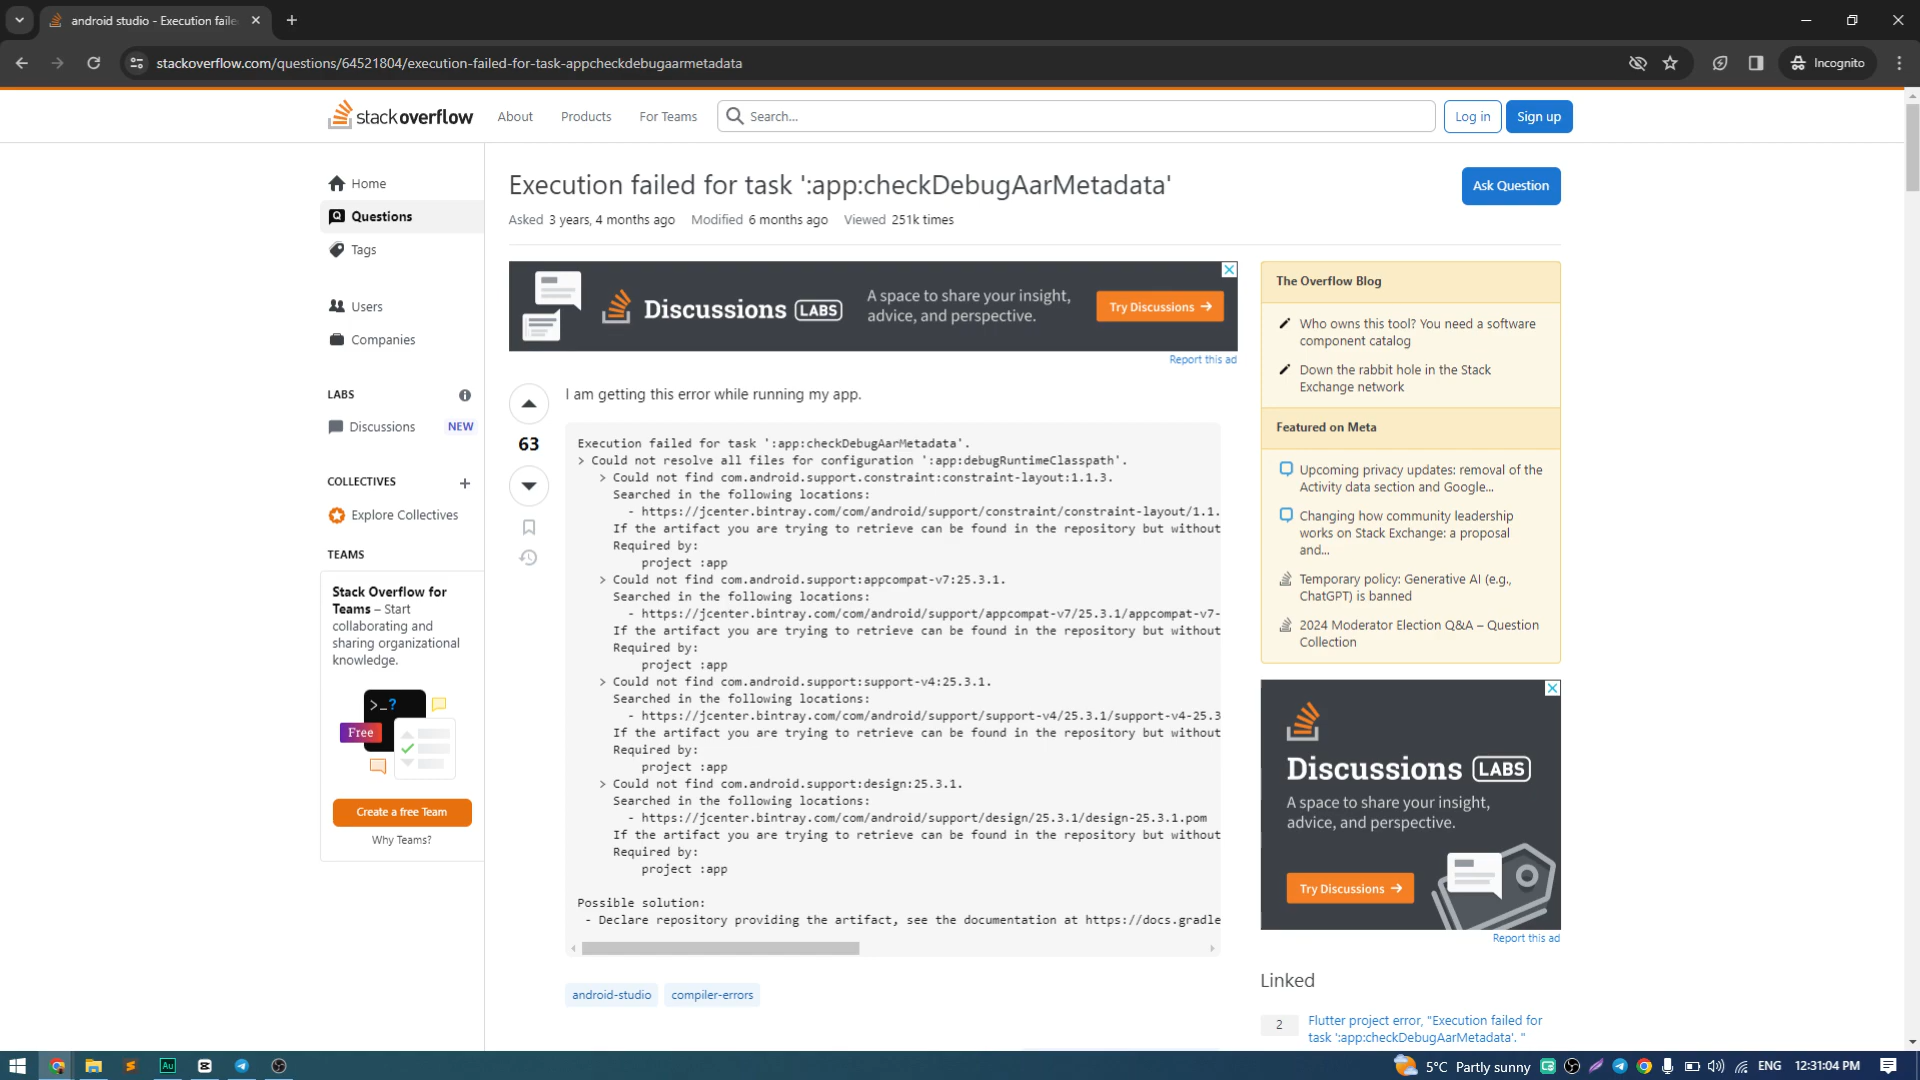 android studio - Execution faile
stackoverflow.com/questions/64521804/execution-failed-for-task-appcheckdebugaarmetadata
Incognito
stackoverflow
About
Products
For Teams
Search...
Log in
Sign up
Home
Questions
Tags
Users
Companies
LABS
Discussions NEW
COLLECTIVES
Explore Collectives
TEAMS
Stack Overflow for
Teams – Start
collaborating and
sharing organizational
knowledge.
>_?
Free
Create a free Team
Why Teams?
Execution failed for task ':app:checkDebugAarMetadata'
Ask Question
Asked 3 years, 4 months ago Modified 6 months ago Viewed 251k times
Discussions LABS
A space to share your insight,
advice, and perspective.
Try Discussions →
Report this ad
63
I am getting this error while running my app.
Execution failed for task ':app:checkDebugAarMetadata'.
> Could not resolve all files for configuration ':app:debugRuntimeClasspath'.
> Could not find com.android.support.constraint:constraint-layout:1.1.3.
Searched in the following locations:
- https://jcenter.bintray.com/com/android/support/constraint/constraint-layout/1.1.
If the artifact you are trying to retrieve can be found in the repository but without
Required by:
project :app
> Could not find com.android.support:appcompat-v7:25.3.1.
Searched in the following locations:
- https://jcenter.bintray.com/com/android/support/appcompat-v7/25.3.1/appcompat-v7-
If the artifact you are trying to retrieve can be found in the repository but without
Required by:
project :app
> Could not find com.android.support:support-v4:25.3.1.
Searched in the following locations:
- https://jcenter.bintray.com/com/android/support/support-v4/25.3.1/support-v4-25.3
If the artifact you are trying to retrieve can be found in the repository but without
Required by:
project :app
> Could not find com.android.support:design:25.3.1.
Searched in the following locations:
- https://jcenter.bintray.com/com/android/support/design/25.3.1/design-25.3.1.pom
If the artifact you are trying to retrieve can be found in the repository but without
Required by:
project :app
Possible solution:
- Declare repository providing the artifact, see the documentation at https://docs.gradle
android-studio
compiler-errors
The Overflow Blog
Who owns this tool? You need a software
component catalog
Down the rabbit hole in the Stack
Exchange network
Featured on Meta
Upcoming privacy updates: removal of the
Activity data section and Google...
Changing how community leadership
works on Stack Exchange: a proposal
and...
Temporary policy: Generative AI (e.g.,
ChatGPT) is banned
2024 Moderator Election Q&A – Question
Collection
Discussions LABS
A space to share your insight,
advice, and perspective.
Try Discussions →
Report this ad
Linked
2
Flutter project error, "Execution failed for
task ':app:checkDebugAarMetadata'. "
Au
5°C Partly sunny
ENG
12:31:04 PM